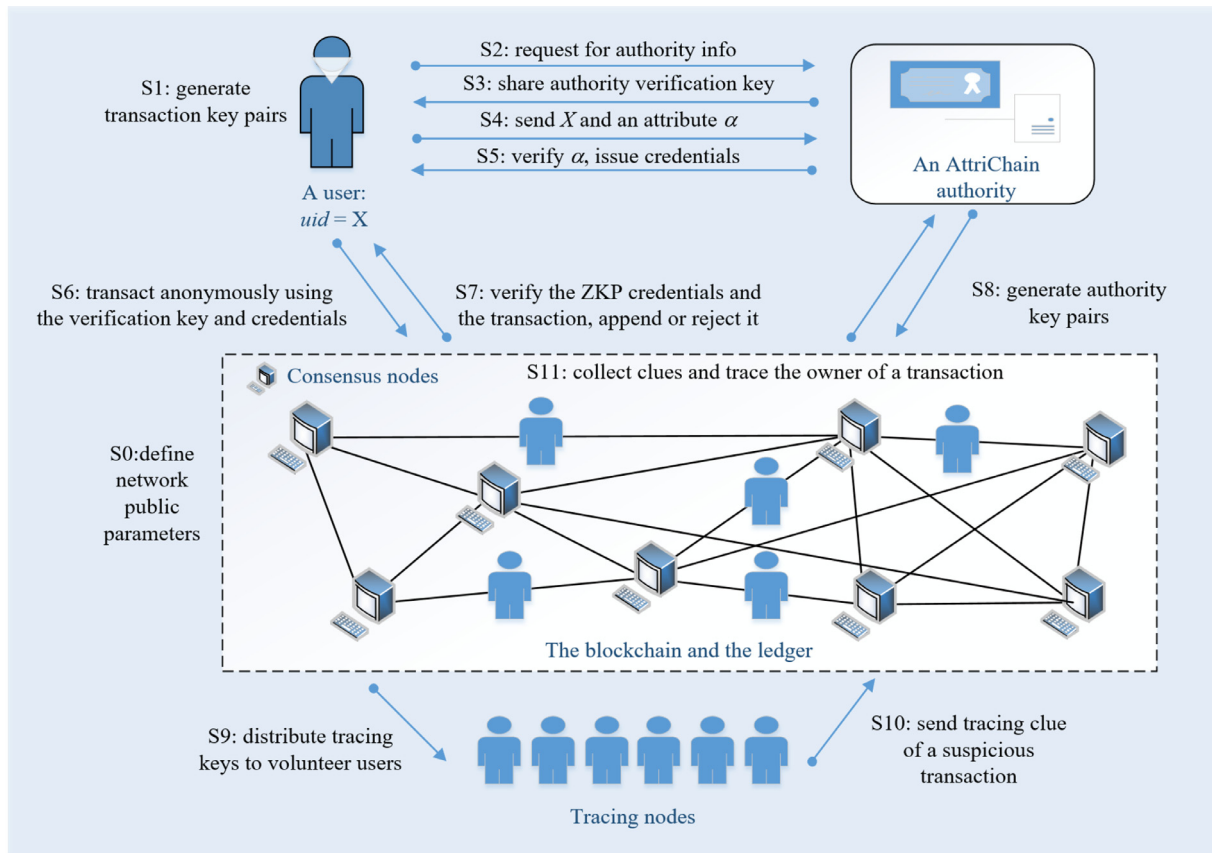 S2: request for authority info
S3: share authority verification key
S4: send X and an attribute α
S5: verify α, issue credentials
S1: generate
transaction key pairs
A user:
uid = X
An AttriChain
authority
S6: transact anonymously using
the verification key and credentials
S7: verify the ZKP credentials and
the transaction, append or reject it
S8: generate authority
key pairs
Consensus nodes
S11: collect clues and trace the owner of a transaction
S0:define
network
public
parameters
The blockchain and the ledger
S9: distribute tracing
keys to volunteer users
S10: send tracing clue
of a suspicious
transaction
Tracing nodes